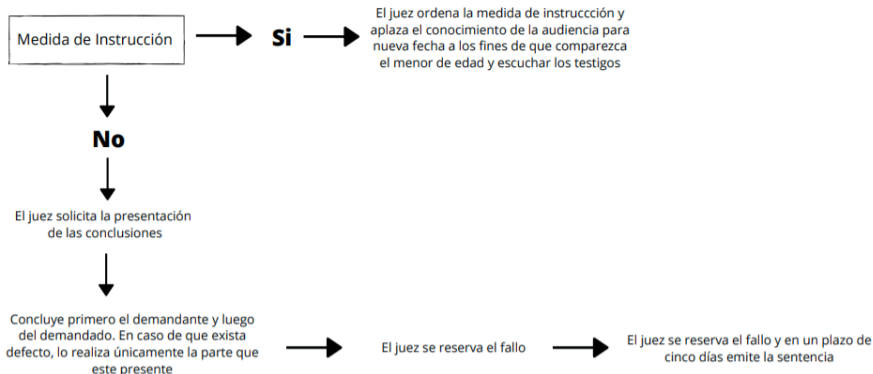 Medida de Instrucción
Si
El juez ordena la medida de instruccción y
aplaza el conocimiento de la audiencia para
nueva fecha a los fines de que comparezca
el menor de edad y escuchar los testigos
No
El juez solicita la presentación
de las conclusiones
Concluye primero el demandante y luego
del demandado. En caso de que exista
defecto, lo realiza únicamente la parte que
este presente
El juez se reserva el fallo
El juez se reserva el fallo y en un plazo de
cinco días emite la sentencia